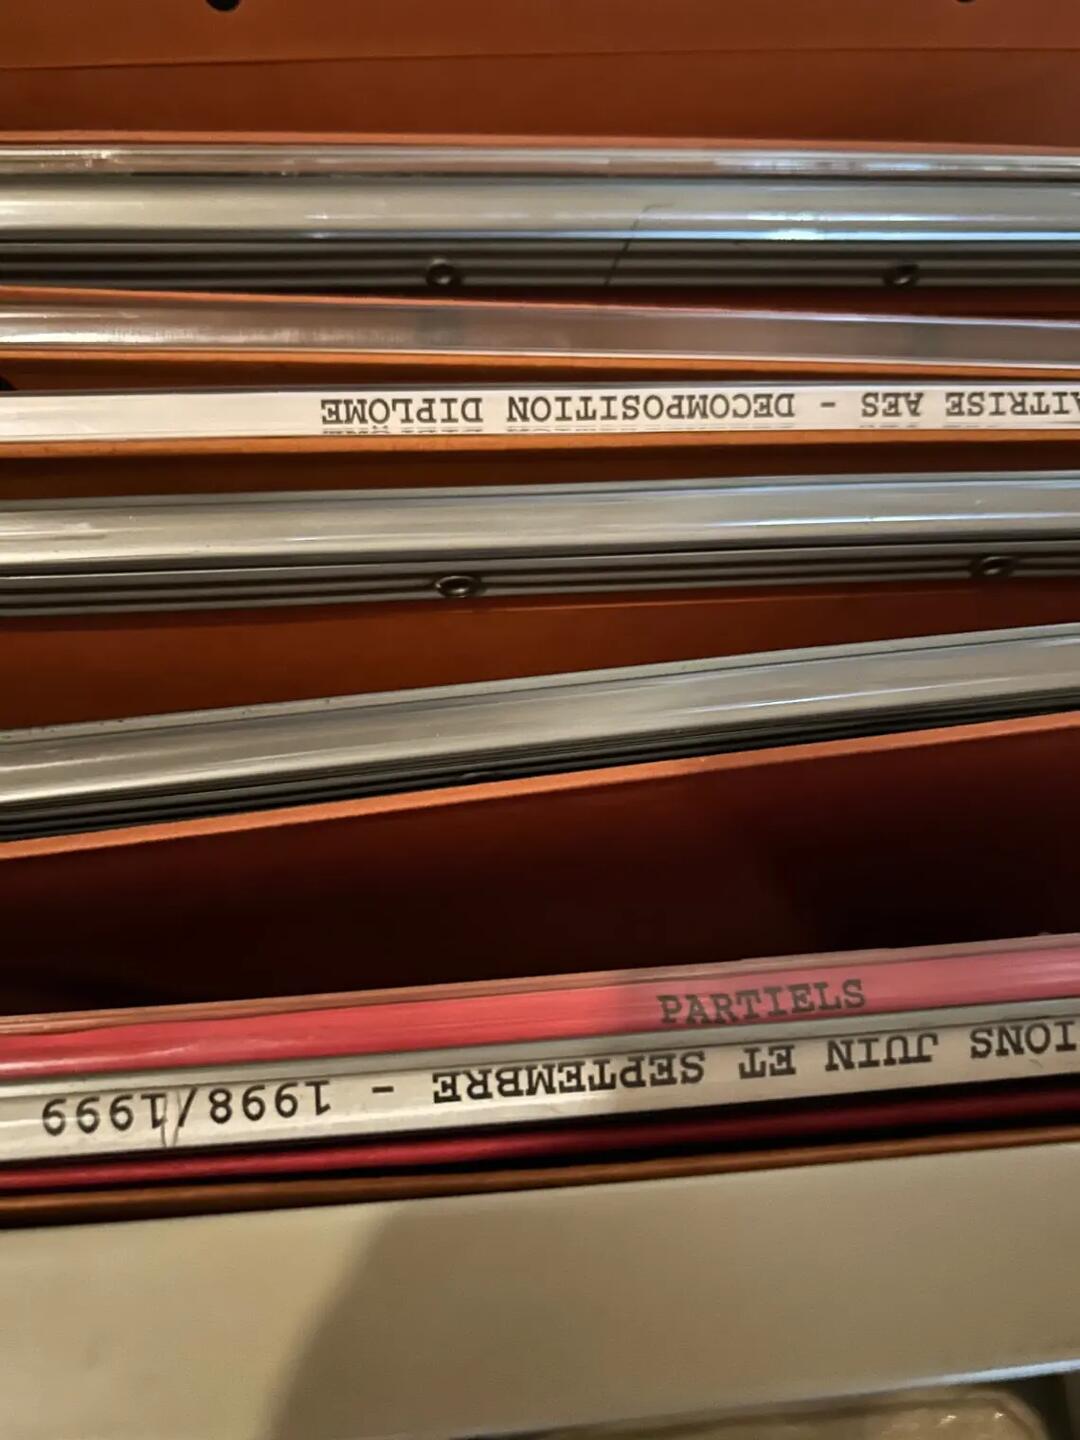 AITRISE AES - DECOMPOSITION DIPLOME
PARTIELS
IONS JUIN ET SEPTEMBRE - 1998/1999